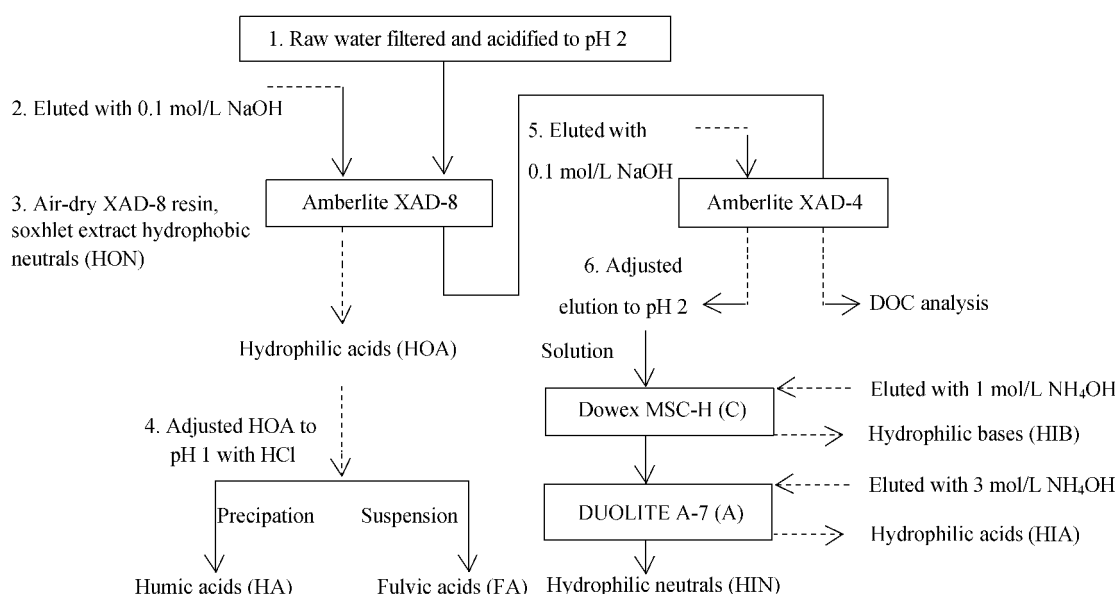 1. Raw water filtered and acidified to pH 2
2. Eluted with 0.1 mol/L NaOH
5. Eluted with
0.1 mol/L NaOH
3. Air-dry XAD-8 resin,
soxhlet extract hydrophobic
neutrals (HON)
Amberlite XAD-8
Amberlite XAD-4
6. Adjusted
elution to pH 2
DOC analysis
Hydrophilic acids (HOA)
Solution
4. Adjusted HOA to
pH 1 with HCl
Dowex MSC-H (C)
Eluted with 1 mol/L NH₄OH
Hydrophilic bases (HIB)
Eluted with 3 mol/L NH₄OH
DUOLITE A-7 (A)
Hydrophilic acids (HIA)
Precipation
Suspension
Humic acids (HA)
Fulvic acids (FA)
Hydrophilic neutrals (HIN)